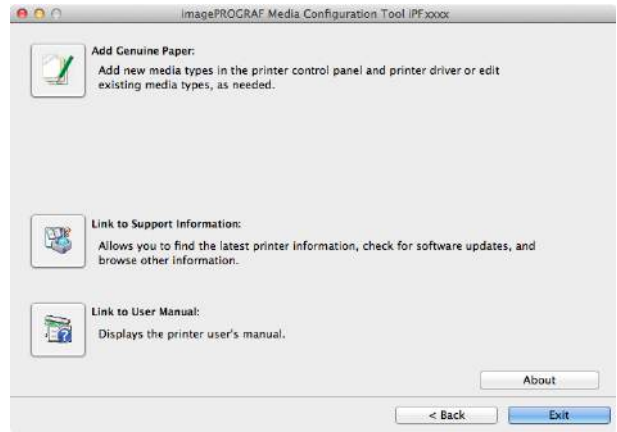 imagePROGRAF Media Configuration Tool iPFxxxx
Add Genuine Paper:
Add new media types in the printer control panel and printer driver or edit
existing media types, as needed.
Link to Support Information:
Allows you to find the latest printer information, check for software updates, and
browse other information.
Link to User Manual:
Displays the printer user's manual.
About
< Back
Exit